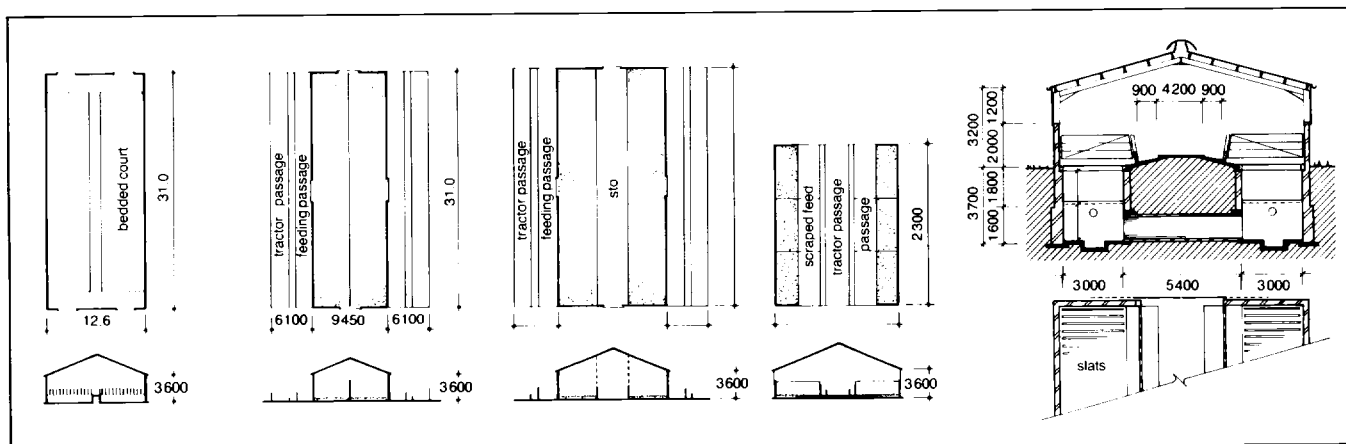 bedded court
31.0
12.6
3600
tractor passage
feeding passage
31.0
6100
9450
6100
3600
tractor passage
feeding passage
sto
3600
scraped feed
tractor passage
passage
2300
3600
900 4200 900
3200
1200
2000
3700
1800
1600
3000
5400
3000
slats